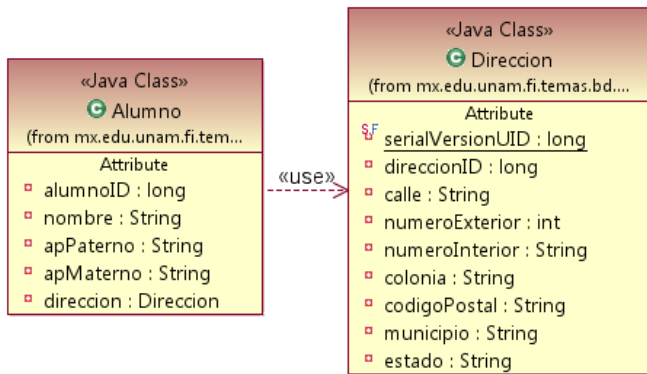 «Java Class»
Alumno
(from mx.edu.unam.fi.tem...
Attribute
alumnoID : long
nombre : String
apPaterno : String
apMaterno : String
direccion : Direccion
«use»
«Java Class»
Direccion
(from mx.edu.unam.fi.temas.bd....
Attribute
serialVersionUID : long
direccionID : long
calle : String
numeroExterior : int
numeroInterior : String
colonia : String
codigoPostal : String
municipio : String
estado : String